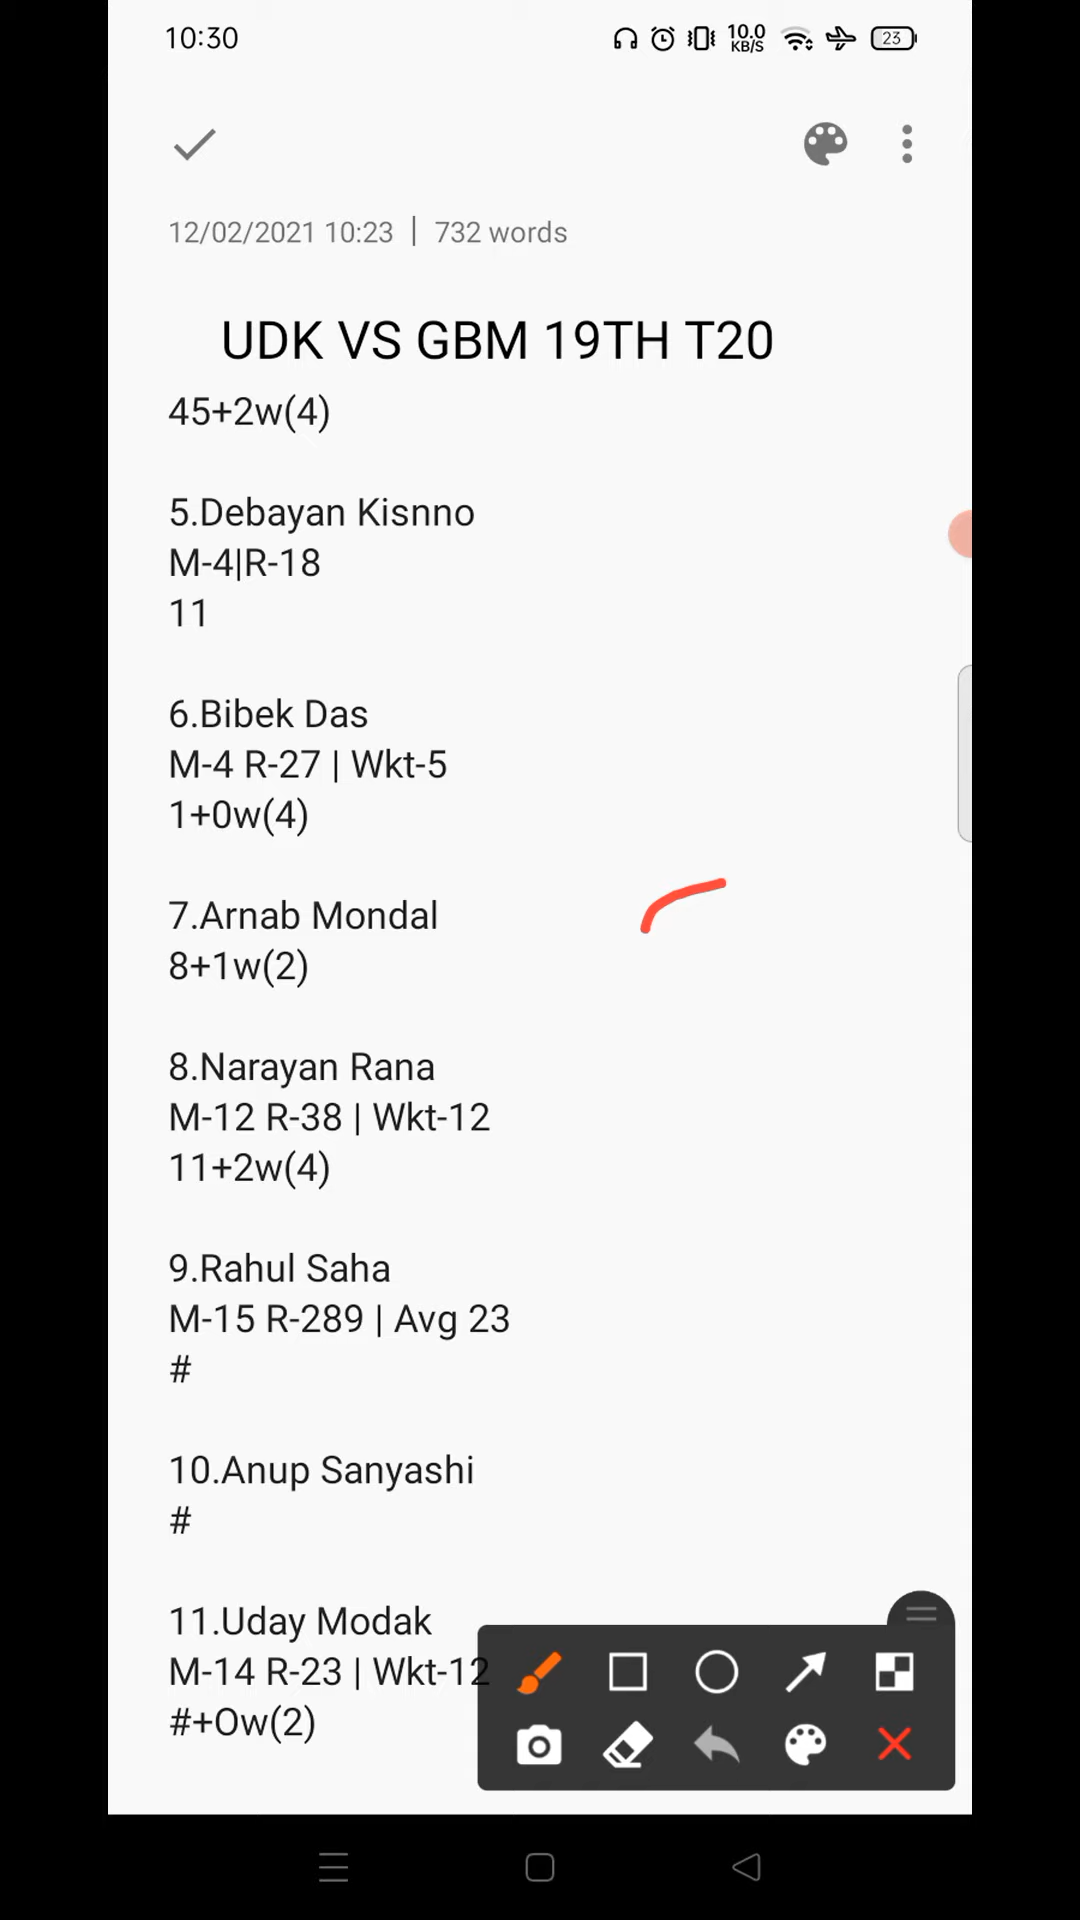 10:30
10.0
KB/S
23
12/02/2021 10:23 | 732 words
UDK VS GBM 19TH T20
45+2w(4)
5.Debayan Kisnno
M-4|R-18
11
6.Bibek Das
M-4 R-27 | Wkt-5
1+0w(4)
7.Arnab Mondal
8+1w(2)
8.Narayan Rana
M-12 R-38 | Wkt-12
11+2w(4)
9.Rahul Saha
M-15 R-289 | Avg 23
#
10.Anup Sanyashi
#
11.Uday Modak
M-14 R-23 | Wkt-12
#+Ow(2)